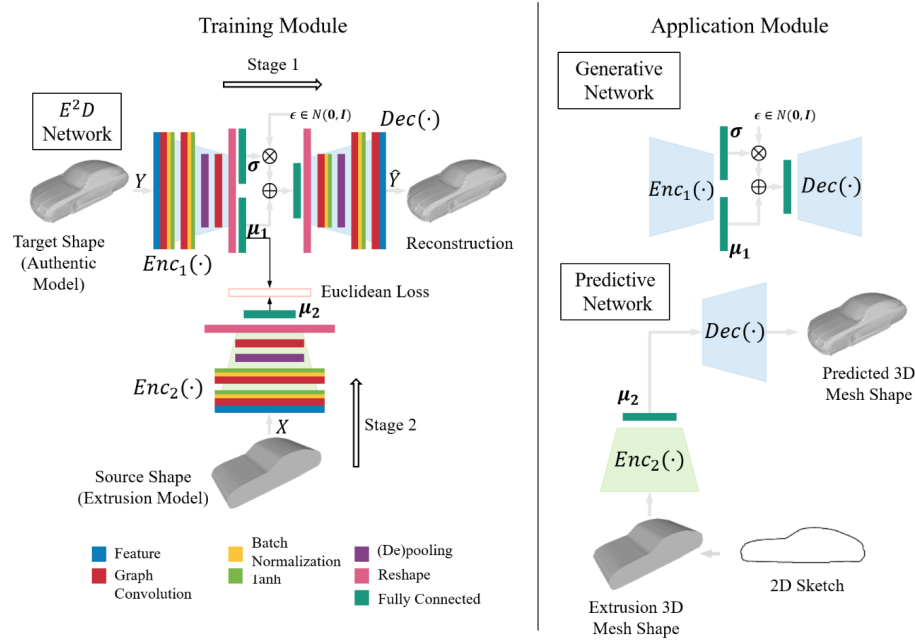 Training Module
Stage 1
E²D
Network
ϵ ∈ N(0, I)
Dec(·)
σ
⊗
⊕
Y
Ŷ
μ₁
Target Shape
(Authentic
Model)
Enc₁(·)
Reconstruction
Euclidean Loss
μ₂
Enc₂(·)
Stage 2
X
Source Shape
(Extrusion Model)
Feature
Graph
Convolution
Batch
Normalization
Tanh
(De)pooling
Reshape
Fully Connected
Application Module
Generative
Network
ϵ ∈ N(0, I)
σ
⊗
Enc₁(·)
⊕
Dec(·)
μ₁
Predictive
Network
Dec(·)
Predicted 3D
Mesh Shape
μ₂
Enc₂(·)
Extrusion 3D
Mesh Shape
2D Sketch